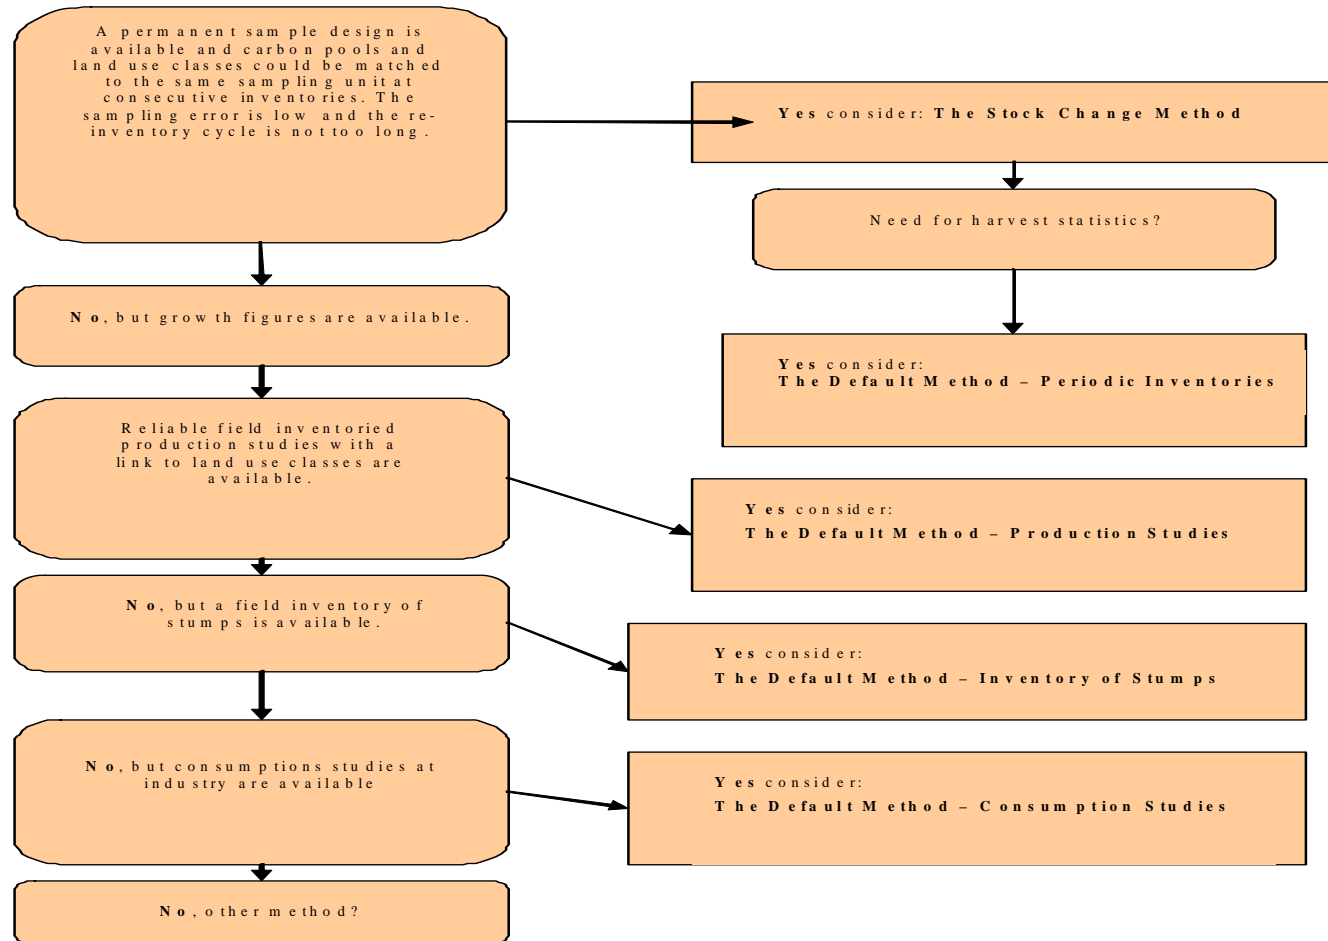 A permanent sample design is
available and carbon pools and
land use classes could be matched
to the same sampling unit at
consecutive inventories. The
sampling error is low and the re-
inventory cycle is not too long.
Yes consider: The Stock Change Method
Need for harvest statistics?
No, but growth figures are available.
Yes consider:
The Default Method – Periodic Inventories
Reliable field inventoried
production studies with a
link to land use classes are
available.
Yes consider:
The Default Method – Production Studies
No, but a field inventory of
stumps is available.
Yes consider:
The Default Method – Inventory of Stumps
No, but consumptions studies at
industry are available
Yes consider:
The Default Method – Consumption Studies
No, other method?